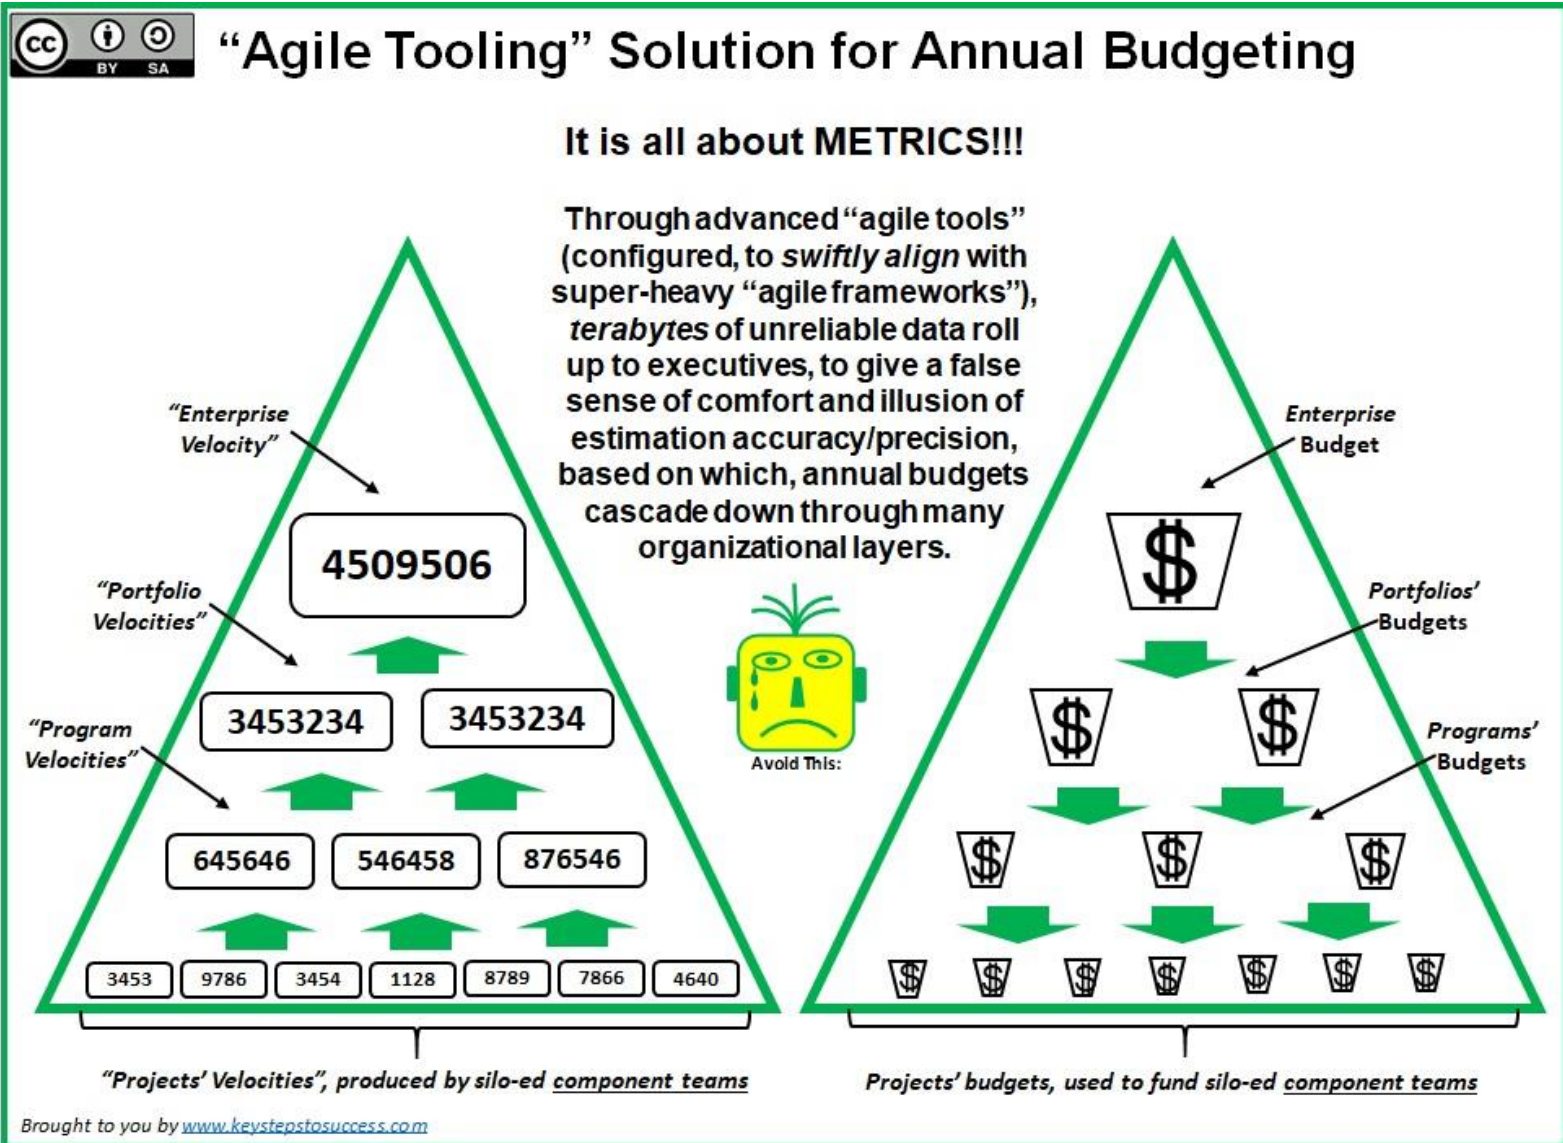 cc
BY SA
“Agile Tooling” Solution for Annual Budgeting
It is all about METRICS!!!
Through advanced “agile tools”
(configured, to swiftly align with
super-heavy “agile frameworks”),
terabytes of unreliable data roll
up to executives, to give a false
sense of comfort and illusion of
estimation accuracy/precision,
based on which, annual budgets
cascade down through many
organizational layers.
“Enterprise
Velocity”
4509506
“Portfolio
Velocities”
3453234 3453234
“Program
Velocities”
645646 546458 876546
3453 9786 3454 1128 8789 7866 4640
“Projects’ Velocities”, produced by silo-ed component teams
Avoid This:
Enterprise
Budget
$
Portfolios’
Budgets
$ $
Programs’
Budgets
$ $ $
$ $ $ $ $ $ $
Projects’ budgets, used to fund silo-ed component teams
Brought to you by www.keystepstosuccess.com